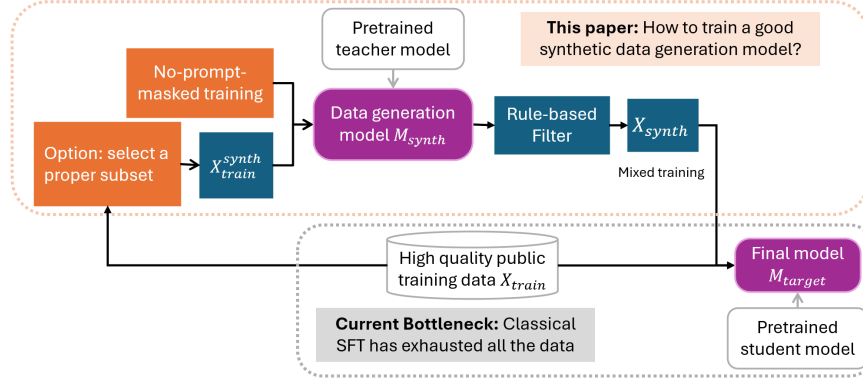 Pretrained
teacher model
This paper: How to train a good
synthetic data generation model?
No-prompt-
masked training
Data generation
model M_synth
Rule-based
Filter
X_synth
Option: select a
proper subset
X_train^synth
Mixed training
High quality public
training data X_train
Final model
M_target
Current Bottleneck: Classical
SFT has exhausted all the data
Pretrained
student model